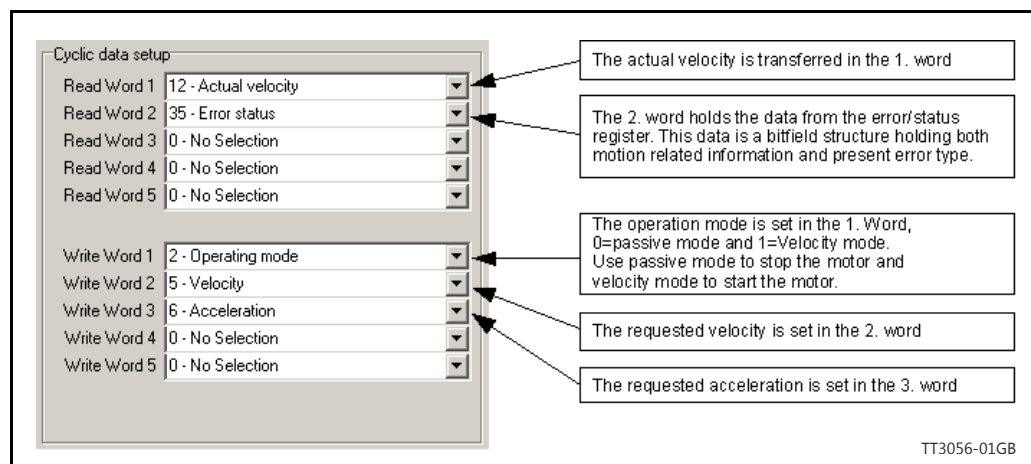 Cyclic data setup
Read Word 1 12 - Actual velocity
Read Word 2 35 - Error status
Read Word 3 0 - No Selection
Read Word 4 0 - No Selection
Read Word 5 0 - No Selection
Write Word 1 2 - Operating mode
Write Word 2 5 - Velocity
Write Word 3 6 - Acceleration
Write Word 4 0 - No Selection
Write Word 5 0 - No Selection
The actual velocity is transferred in the 1. word
The 2. word holds the data from the error/status
register. This data is a bitfield structure holding both
motion related information and present error type.
The operation mode is set in the 1. Word,
0=passive mode and 1=Velocity mode.
Use passive mode to stop the motor and
velocity mode to start the motor.
The requested velocity is set in the 2. word
The requested acceleration is set in the 3. word
TT3056-01GB